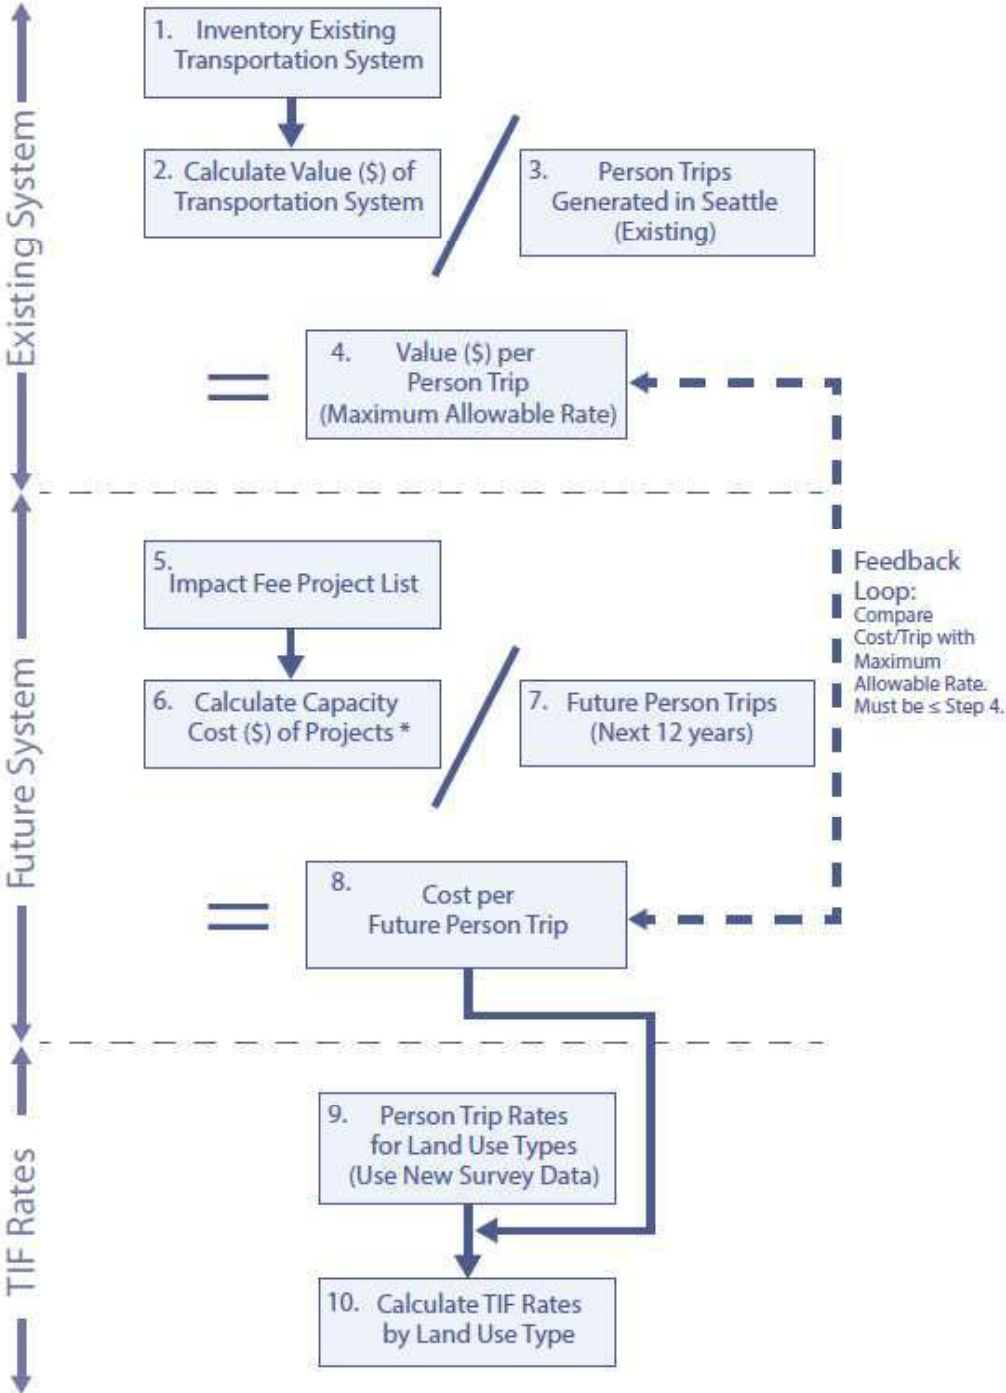 Existing System
1. Inventory Existing
Transportation System
2. Calculate Value ($) of
Transportation System
3. Person Trips
Generated in Seattle
(Existing)
4. Value ($) per
Person Trip
(Maximum Allowable Rate)
Future System
5.
Impact Fee Project List
6. Calculate Capacity
Cost ($) of Projects *
7. Future Person Trips
(Next 12 years)
8. Cost per
Future Person Trip
Feedback
Loop:
Compare
Cost/Trip with
Maximum
Allowable Rate.
Must be ≤ Step 4.
TIF Rates
9. Person Trip Rates
for Land Use Types
(Use New Survey Data)
10. Calculate TIF Rates
by Land Use Type